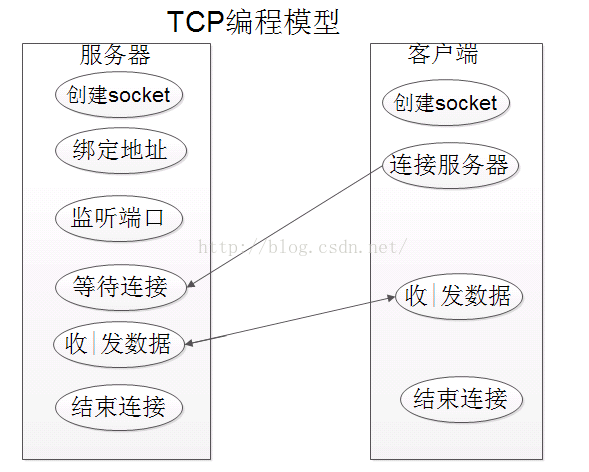 TCP编程模型
服务器
创建socket
绑定地址
监听端口
等待连接
收|发数据
结束连接
客户端
创建socket
连接服务器
收|发数据
结束连接
http://blog.csdn.net/